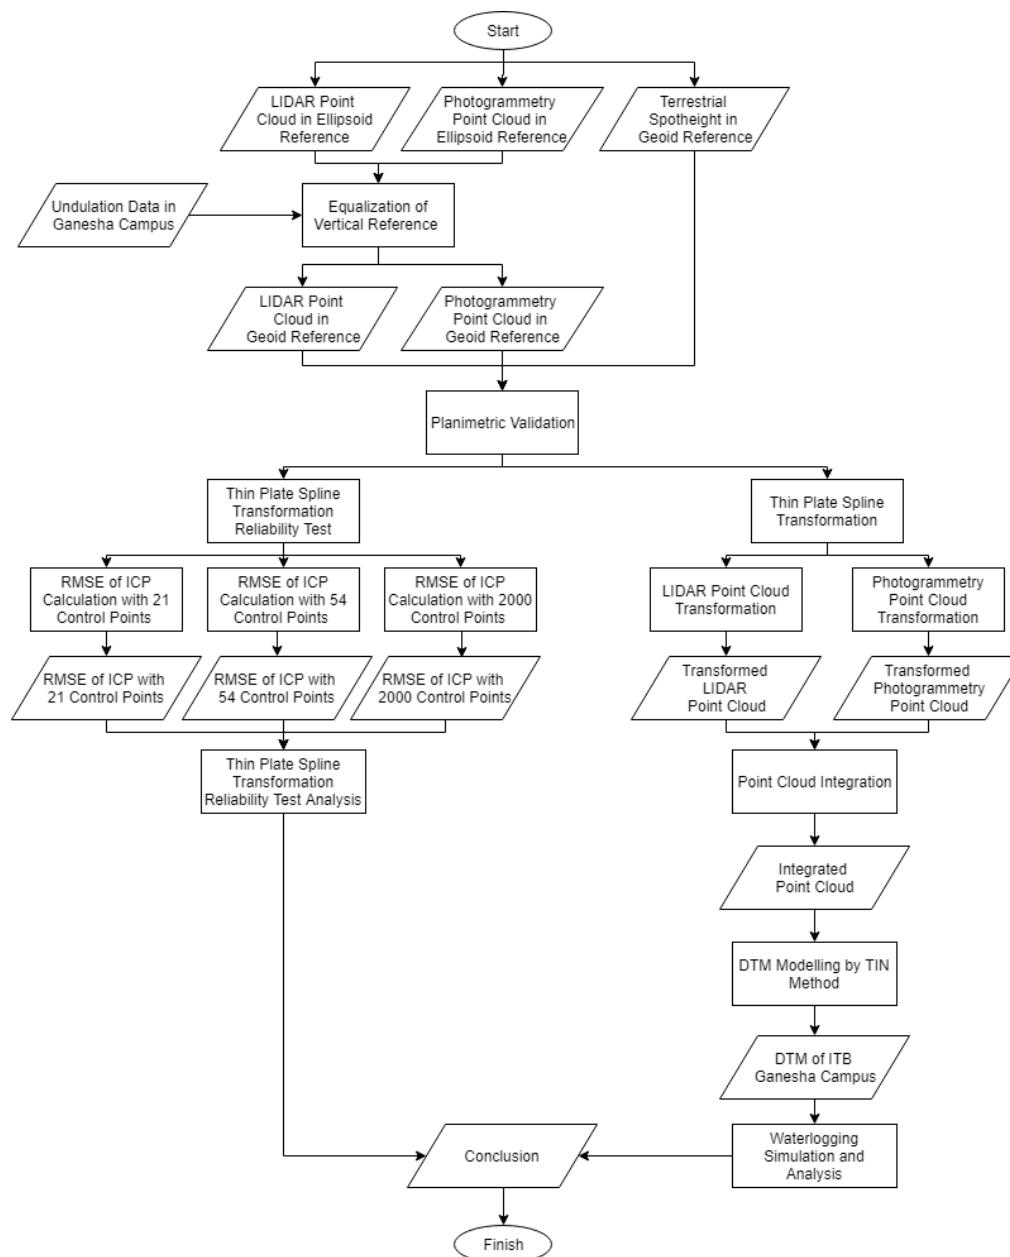 Start
LIDAR Point
Cloud in Ellipsoid
Reference
Photogrammetry
Point Cloud in
Ellipsoid Reference
Terrestrial
Spotheight in
Geoid Reference
Undulation Data in
Ganesha Campus
Equalization of
Vertical Reference
LIDAR Point
Cloud in
Geoid Reference
Photogrammetry
Point Cloud in
Geoid Reference
Planimetric Validation
Thin Plate Spline
Transformation
Reliability Test
Thin Plate Spline
Transformation
RMSE of ICP
Calculation with 21
Control Points
RMSE of ICP
Calculation with 54
Control Points
RMSE of ICP
Calculation with 2000
Control Points
LIDAR Point Cloud
Transformation
Photogrammetry
Point Cloud
Transformation
RMSE of ICP with
21 Control Points
RMSE of ICP with
54 Control Points
RMSE of ICP with
2000 Control Points
Transformed
LIDAR
Point Cloud
Transformed
Photogrammetry
Point Cloud
Thin Plate Spline
Transformation
Reliability Test Analysis
Point Cloud Integration
Integrated
Point Cloud
DTM Modelling by TIN
Method
DTM of ITB
Ganesha Campus
Waterlogging
Simulation and
Analysis
Conclusion
Finish